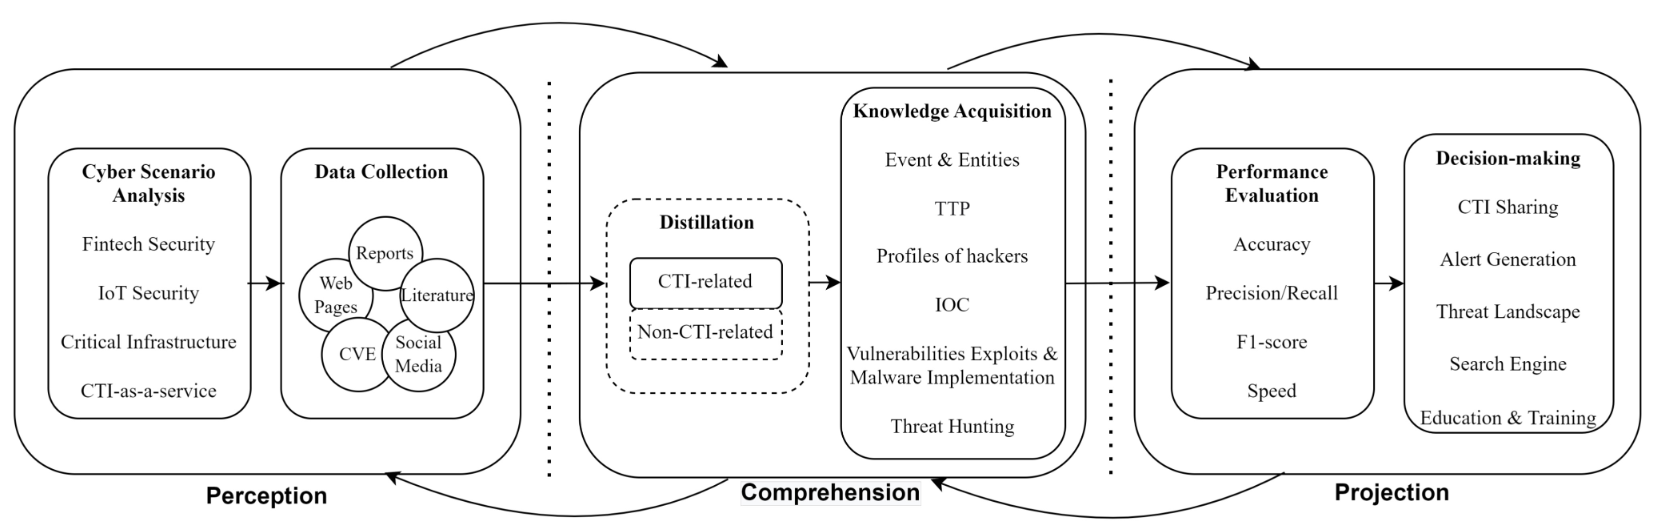 Cyber Scenario
Analysis
Fintech Security
IoT Security
Critical Infrastructure
CTI-as-a-service
Data Collection
Reports
Web
Pages
Literature
CVE
Social
Media
Perception
Distillation
CTI-related
Non-CTI-related
Knowledge Acquisition
Event & Entities
TTP
Profiles of hackers
IOC
Vulnerabilities Exploits &
Malware Implementation
Threat Hunting
Comprehension
Performance
Evaluation
Accuracy
Precision/Recall
F1-score
Speed
Decision-making
CTI Sharing
Alert Generation
Threat Landscape
Search Engine
Education & Training
Projection